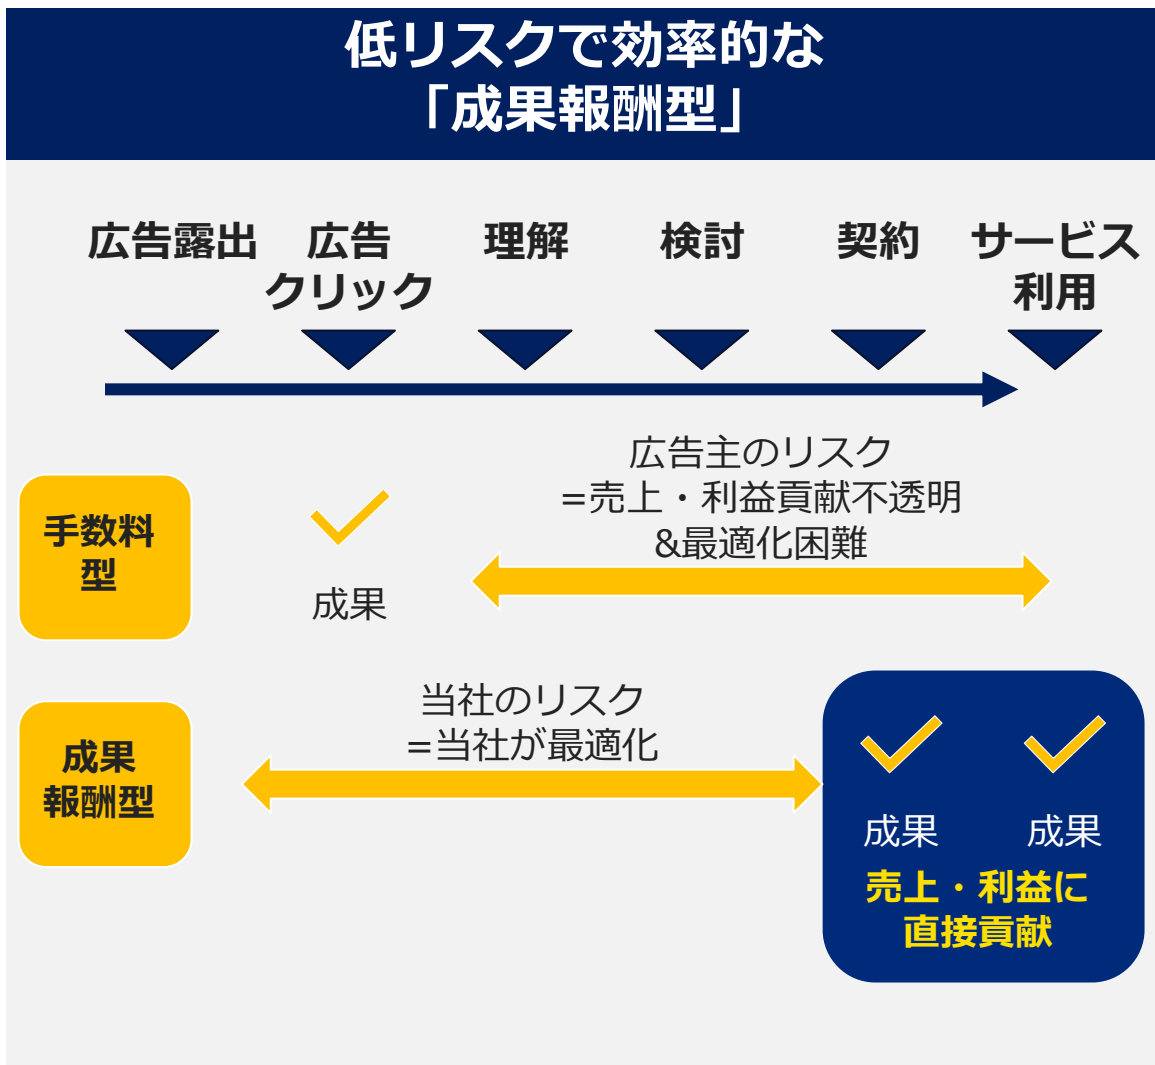 低リスクで効率的な
「成果報酬型」
広告露出
広告
クリック
理解
検討
契約
サービス
利用
手数料
型
成果
広告主のリスク
=売上・利益貢献不透明
&最適化困難
成果
報酬型
当社のリスク
=当社が最適化
成果
成果
売上・利益に
直接貢献